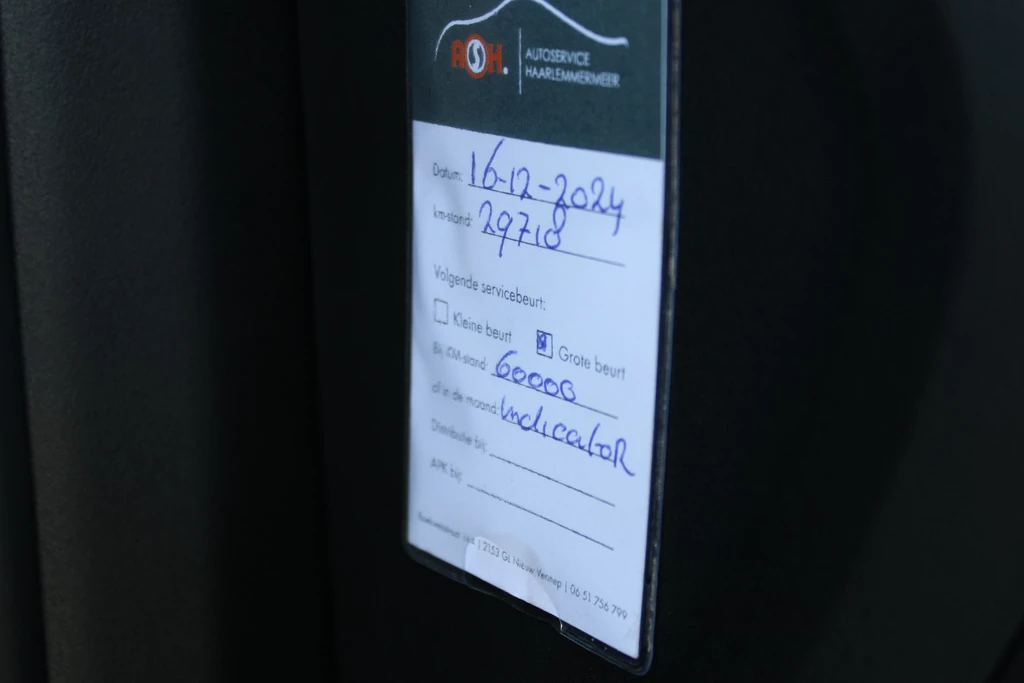 ASH.
AUTOSERVICE
HAARLEMMERMEER
Datum: 16-12-2024
km-stand: 29718
Volgende servicebeurt:
Kleine beurt Grote beurt
Bij KM-stand: 60000
of in de maand: Indicator
Distributie bij:
APK bij:
| 2153 GL Nieuw Vennep | 06 51 756 799